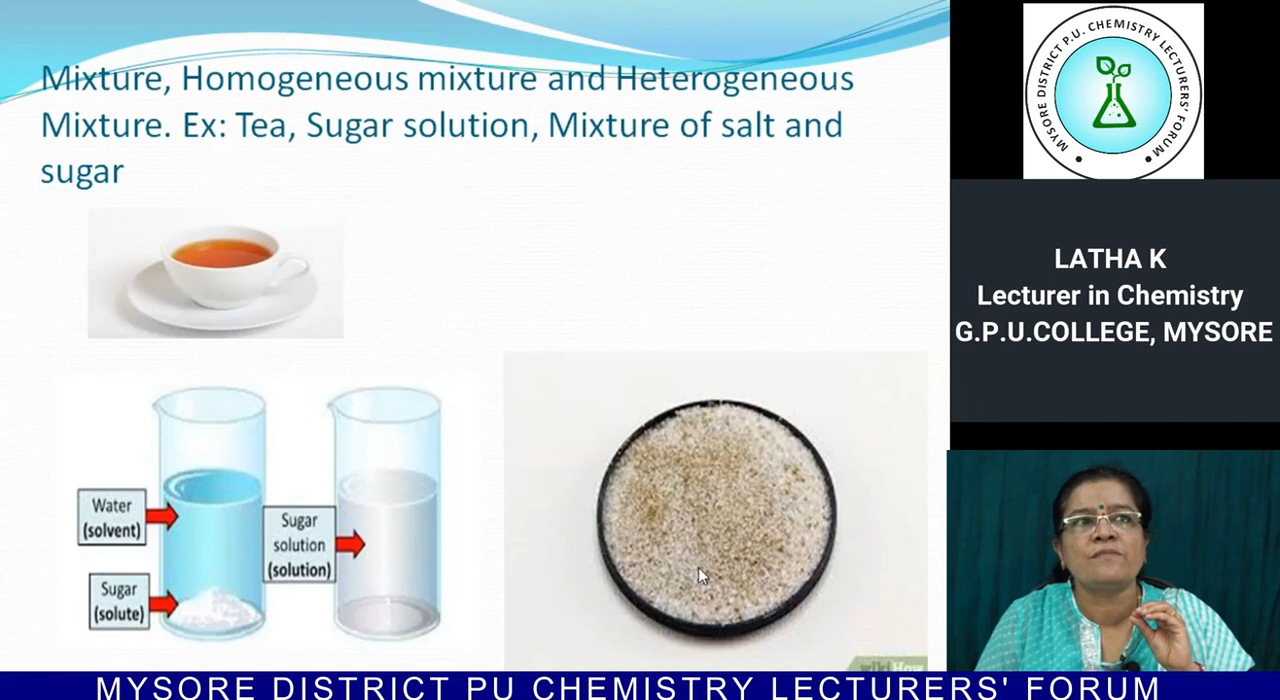 Mixture, Homogeneous mixture and Heterogeneous
Mixture. Ex: Tea, Sugar solution, Mixture of salt and
sugar
Water
(solvent)
Sugar
(solute)
Sugar
solution
(solution)
wikiHow
MYSORE DISTRICT P.U. CHEMISTRY LECTURERS' FORUM
LATHA K
Lecturer in Chemistry
G.P.U.COLLEGE, MYSORE
MYSORE DISTRICT PU CHEMISTRY LECTURERS' FORUM